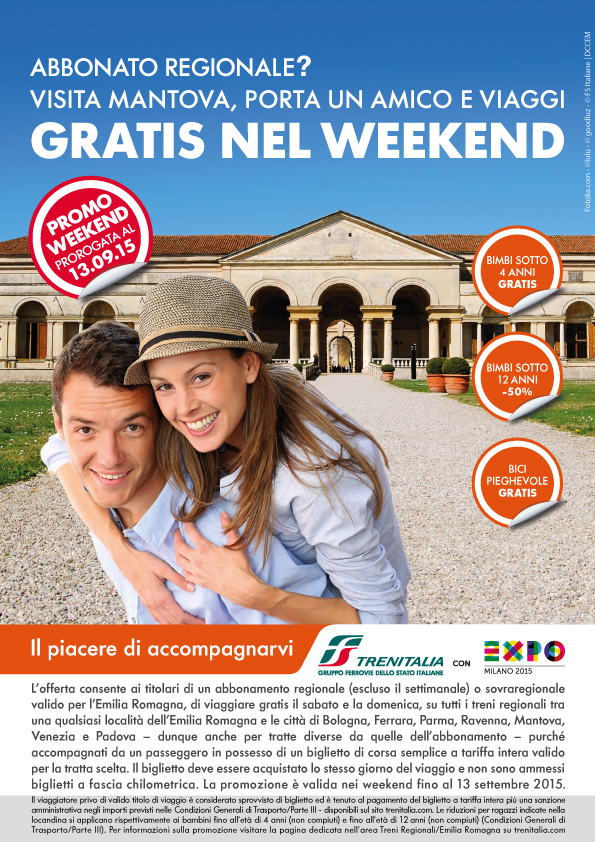 ABBONATO REGIONALE?
VISITA MANTOVA, PORTA UN AMICO E VIAGGI
GRATIS NEL WEEKEND
Fotolia.com - ©lulu - © goodluz - © FS Italiane | DCCEM
PROMO
WEEKEND
PROROGATA AL
13.09.15
BIMBI SOTTO
4 ANNI
GRATIS
BIMBI SOTTO
12 ANNI
-50%
BICI
PIEGHEVOLE
GRATIS
Il piacere di accompagnarvi
TRENITALIA
GRUPPO FERROVIE DELLO STATO ITALIANE
CON
EXPO
MILANO 2015
L'offerta consente ai titolari di un abbonamento regionale (escluso il settimanale) o sovraregionale
valido per l'Emilia Romagna, di viaggiare gratis il sabato e la domenica, su tutti i treni regionali tra
una qualsiasi località dell'Emilia Romagna e le città di Bologna, Ferrara, Parma, Ravenna, Mantova,
Venezia e Padova – dunque anche per tratte diverse da quelle dell'abbonamento – purché
accompagnati da un passeggero in possesso di un biglietto di corsa semplice a tariffa intera valido
per la tratta scelta. Il biglietto deve essere acquistato lo stesso giorno del viaggio e non sono ammessi
biglietti a fascia chilometrica. La promozione è valida nei weekend fino al 13 settembre 2015.
Il viaggiatore privo di valido titolo di viaggio è considerato sprovvisto di biglietto ed è tenuto al pagamento del biglietto a tariffa intera più una sanzione
amministrativa negli importi previsti nelle Condizioni Generali di Trasporto/Parte III - disponibili sul sito trenitalia.com. Le riduzioni per ragazzi indicate nella
locandina si applicano rispettivamente ai bambini fino all'età di 4 anni (non compiuti) e fino all'età di 12 anni (non compiuti) (Condizioni Generali di
Trasporto/Parte III). Per informazioni sulla promozione visitare la pagina dedicata nell'area Treni Regionali/Emilia Romagna su trenitalia.com